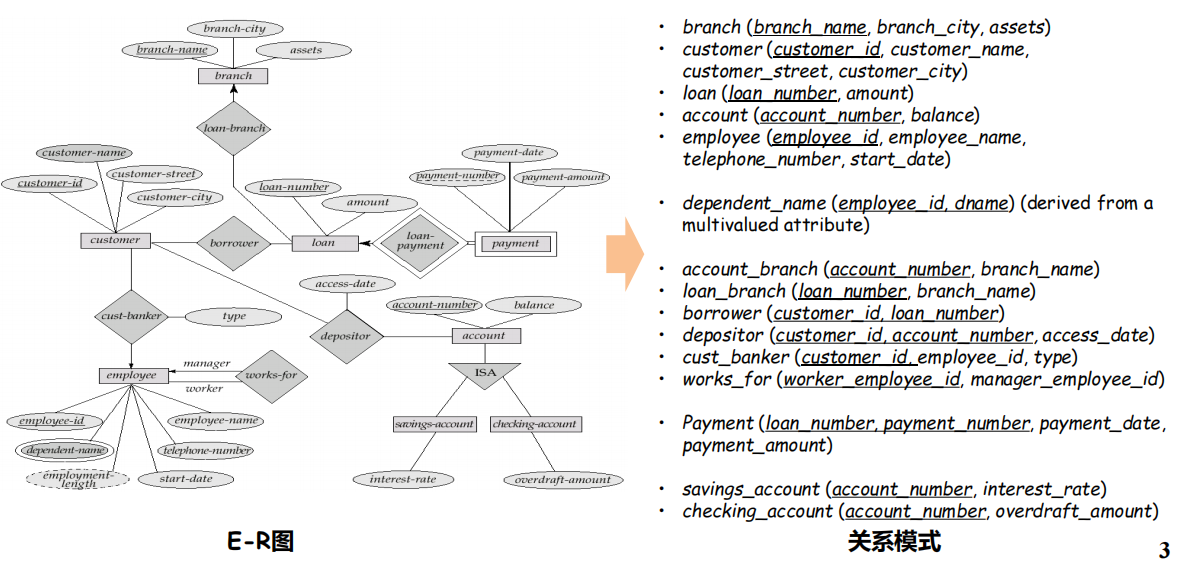 branch-city
branch-name
assets
branch
loan-branch
customer-name
customer-street
customer-id
customer-city
loan-number
amount
payment-date
payment-number
payment-amount
customer
borrower
loan
loan-payment
payment
access-date
account-number
balance
cust-banker
type
depositor
account
manager
employee
works-for
worker
ISA
savings-account
checking-account
interest-rate
overdraft-amount
employee-id
employee-name
dependent-name
telephone-number
employment-length
start-date
E-R图
• branch (branch_name, branch_city, assets)
• customer (customer_id, customer_name,
customer_street, customer_city)
• loan (loan_number, amount)
• account (account_number, balance)
• employee (employee_id, employee_name,
telephone_number, start_date)
• dependent_name (employee_id, dname) (derived from a
multivalued attribute)
• account_branch (account_number, branch_name)
• loan_branch (loan_number, branch_name)
• borrower (customer_id, loan_number)
• depositor (customer_id, account_number, access_date)
• cust_banker (customer_id, employee_id, type)
• works_for (worker_employee_id, manager_employee_id)
• Payment (loan_number, payment_number, payment_date,
payment_amount)
• savings_account (account_number, interest_rate)
• checking_account (account_number, overdraft_amount)
关系模式
3